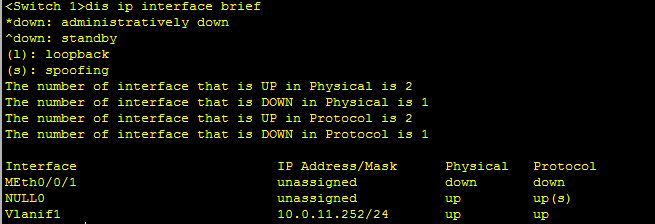 <Switch 1>dis ip interface brief
*down: administratively down
^down: standby
(l): loopback
(s): spoofing
The number of interface that is UP in Physical is 2
The number of interface that is DOWN in Physical is 1
The number of interface that is UP in Protocol is 2
The number of interface that is DOWN in Protocol is 1
Interface IP Address/Mask Physical Protocol
MEth0/0/1 unassigned down down
NULL0 unassigned up up(s)
Vlanif1 10.0.11.252/24 up up